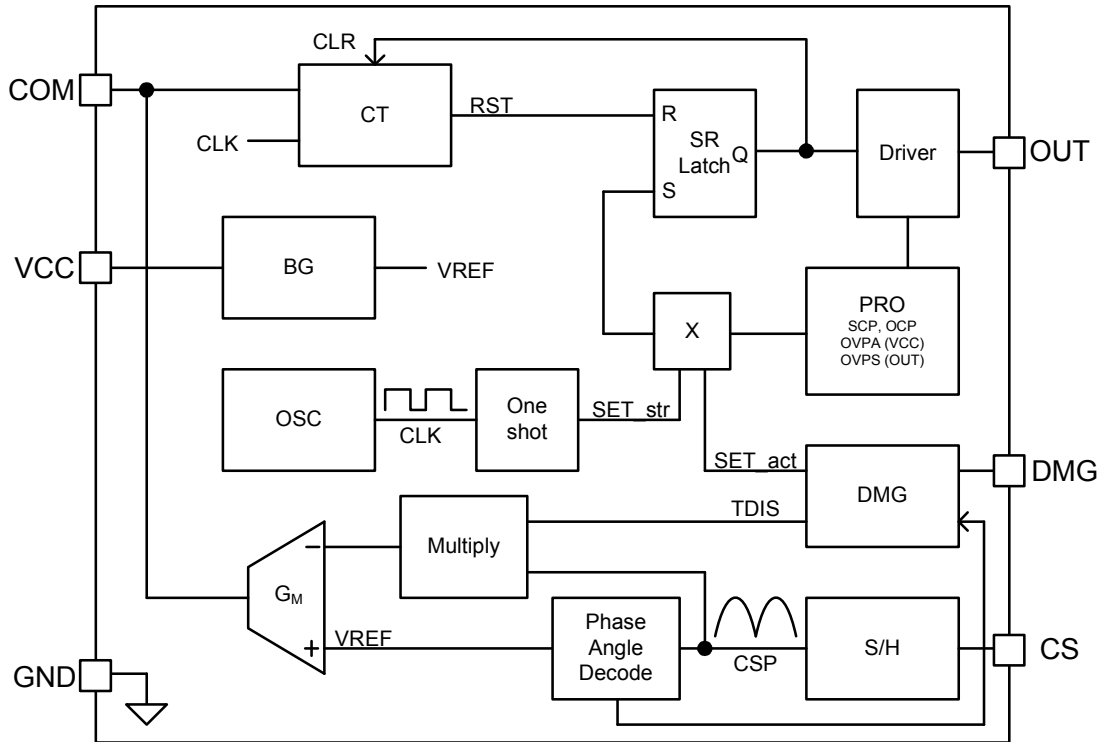 CLR
COM
CT
RST
CLK
R
SR
Latch
Q
S
Driver
OUT
VCC
BG
VREF
X
PRO
SCP, OCP
OVPA (VCC)
OVPS (OUT)
OSC
CLK
One
shot
SET_str
SET_act
DMG
DMG
TDIS
Multiply
GM
VREF
Phase
Angle
Decode
CSP
S/H
CS
GND